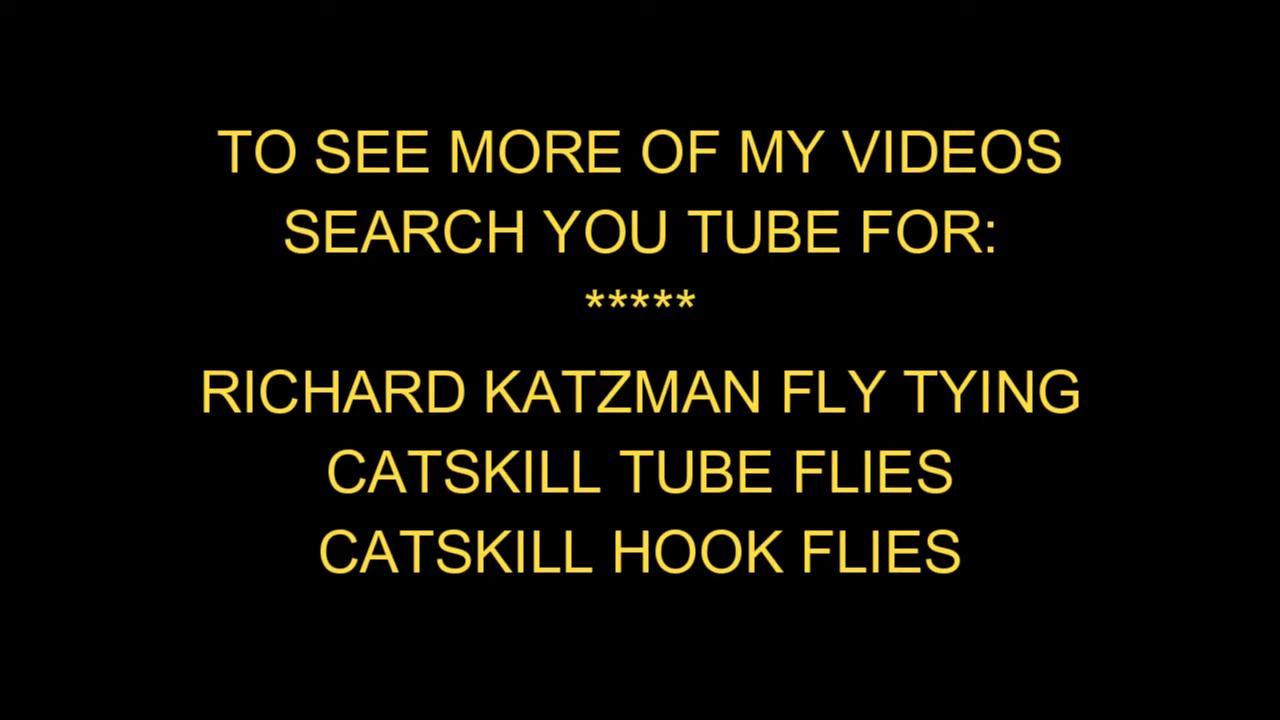 TO SEE MORE OF MY VIDEOS
SEARCH YOU TUBE FOR:
*****
RICHARD KATZMAN FLY TYING
CATSKILL TUBE FLIES
CATSKILL HOOK FLIES